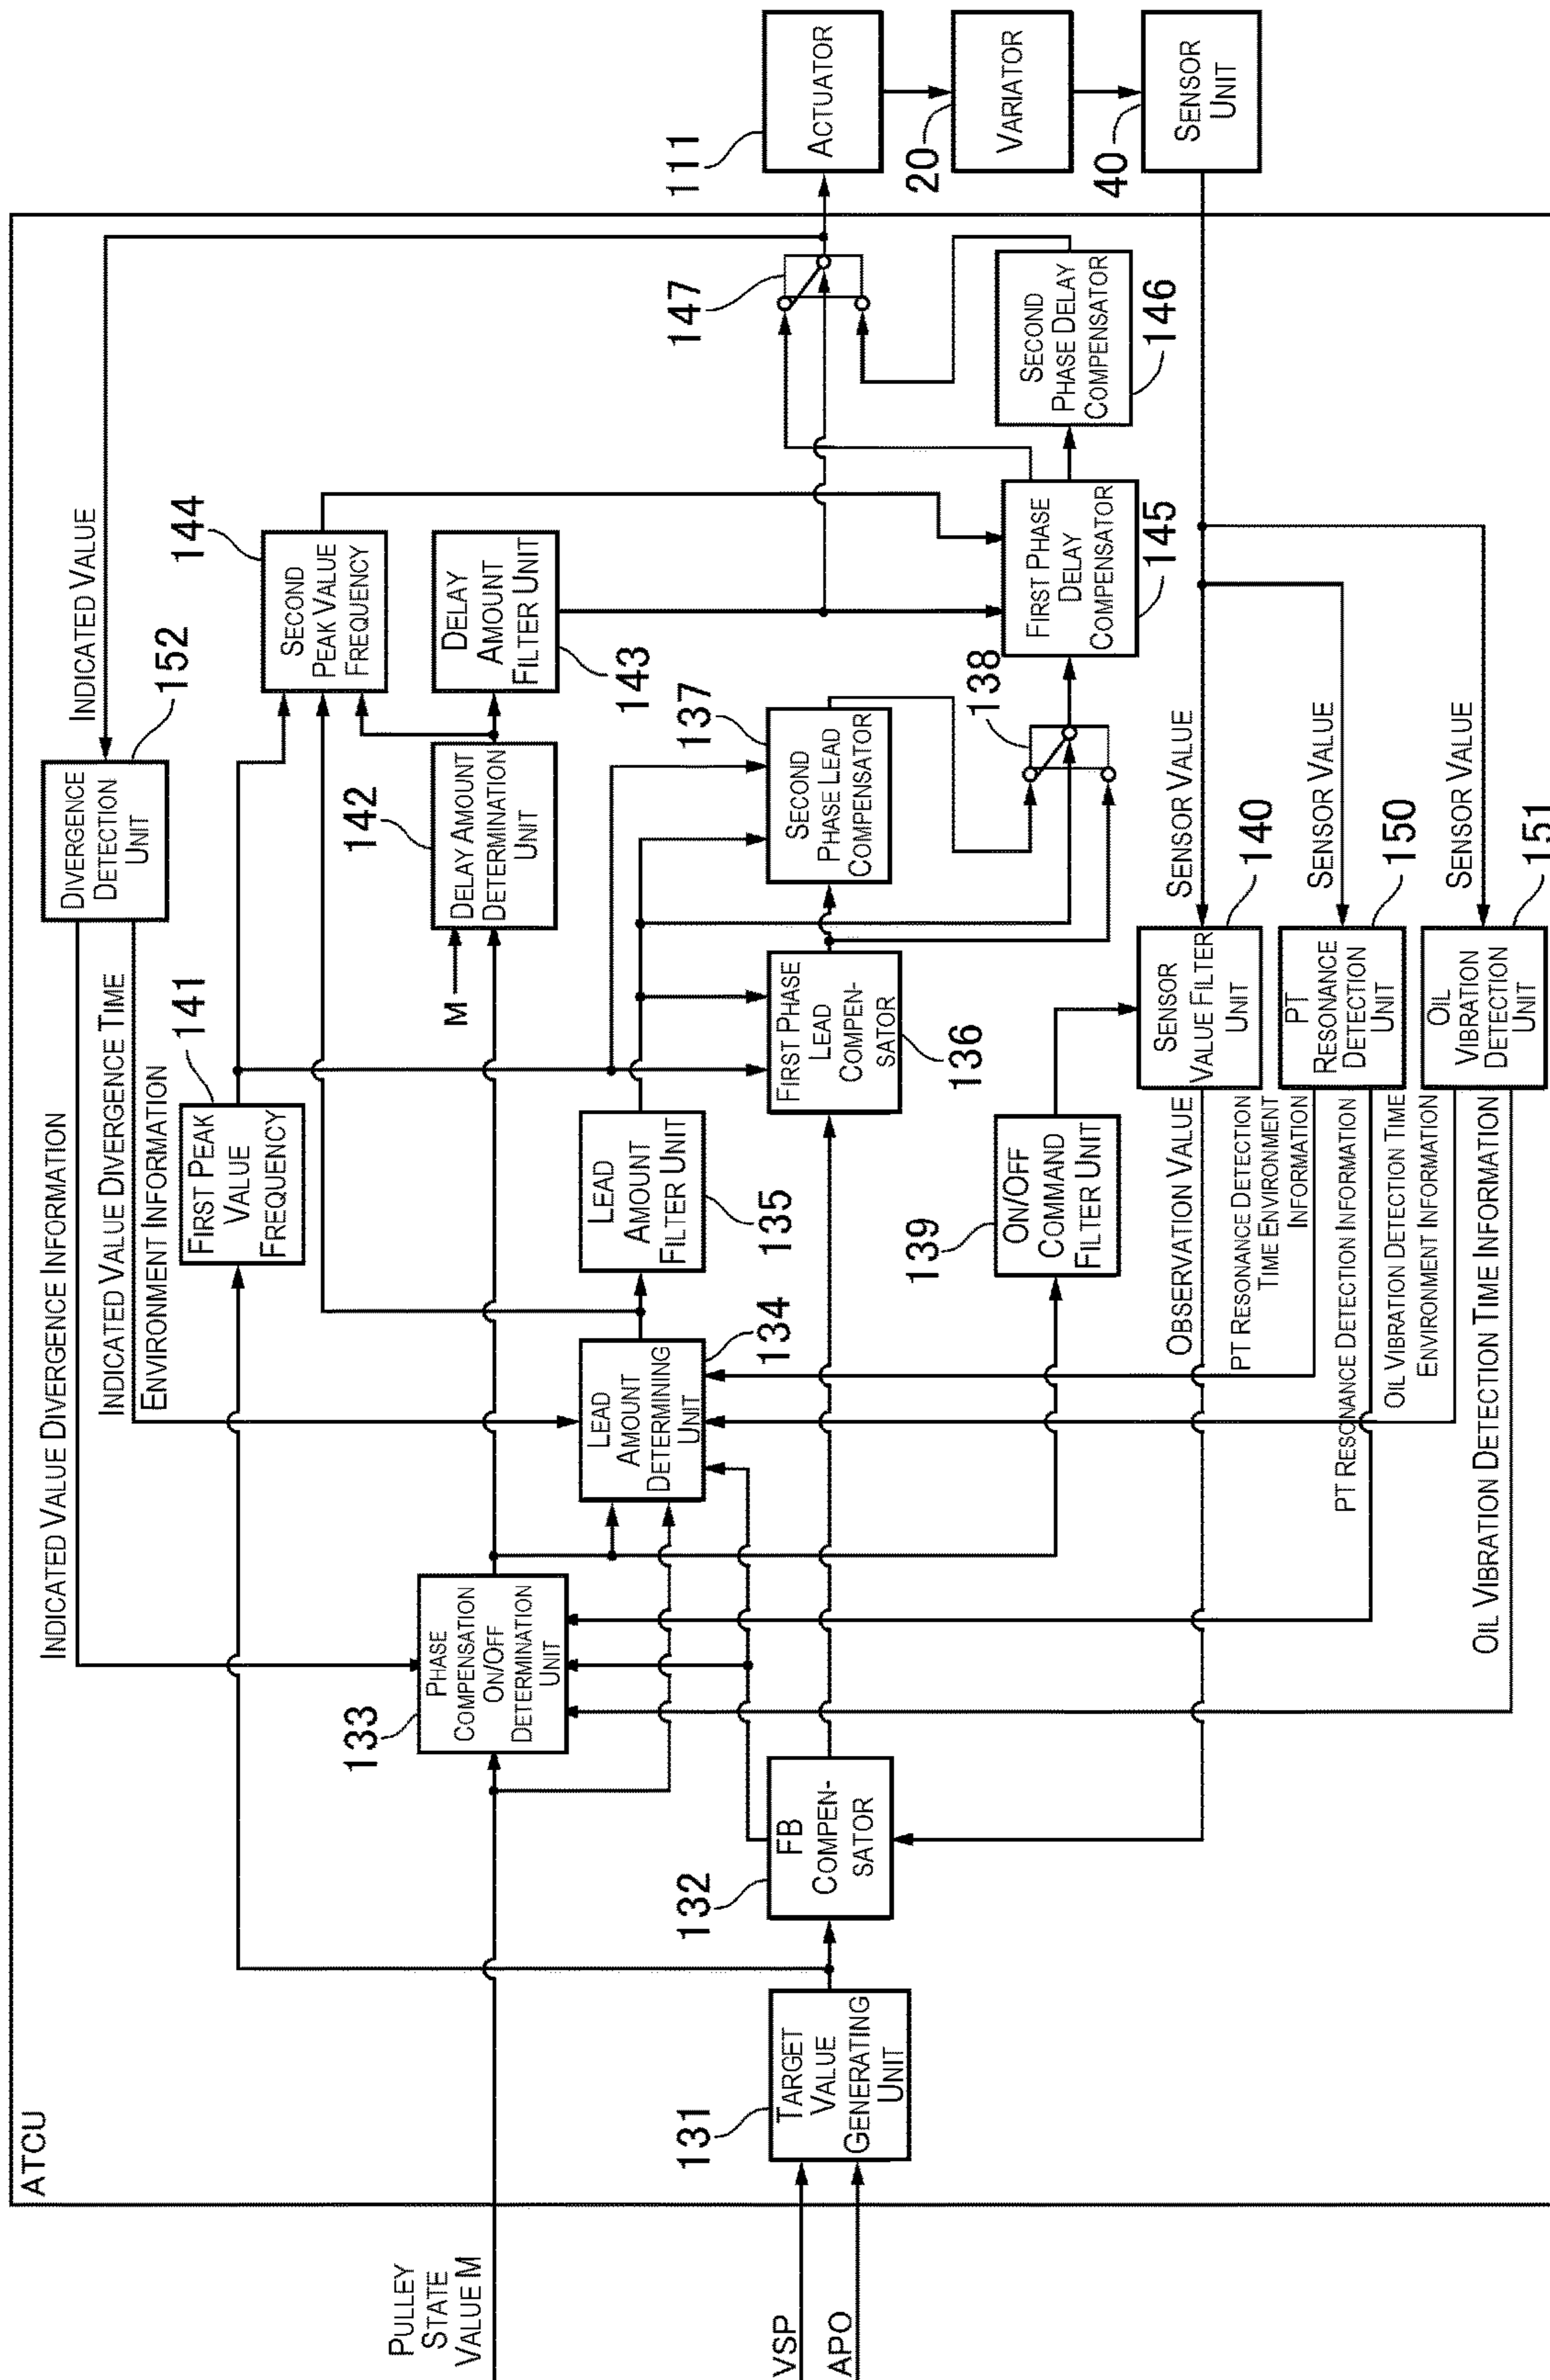 ATCU
PULLEY
STATE
VALUE M
VSP
APO
131
TARGET
VALUE
GENERATING
UNIT
132
FB
COMPEN-
SATOR
133
PHASE
COMPENSATION
ON/OFF
DETERMINATION
UNIT
INDICATED VALUE DIVERGENCE INFORMATION
INDICATED VALUE DIVERGENCE TIME
ENVIRONMENT INFORMATION
141
FIRST PEAK
VALUE
FREQUENCY
LEAD
AMOUNT
DETERMINING
UNIT
134
LEAD
AMOUNT
FILTER UNIT
135
FIRST PHASE
LEAD
COMPEN-
SATOR
136
139
ON/OFF
COMMAND
FILTER UNIT
DIVERGENCE
DETECTION
UNIT
152
INDICATED VALUE
M
142
DELAY AMOUNT
DETERMINATION
UNIT
144
SECOND
PEAK VALUE
FREQUENCY
DELAY
AMOUNT
FILTER UNIT
143
137
SECOND
PHASE LEAD
COMPENSATOR
138
FIRST PHASE
DELAY
COMPENSATOR
145
SECOND
PHASE DELAY
COMPENSATOR
146
147
111
ACTUATOR
20
VARIATOR
40
SENSOR
UNIT
SENSOR VALUE
SENSOR VALUE
SENSOR VALUE
SENSOR
VALUE FILTER
UNIT
140
PT
RESONANCE
DETECTION
UNIT
150
OIL
VIBRATION
DETECTION
UNIT
151
OBSERVATION VALUE
PT RESONANCE DETECTION
TIME ENVIRONMENT
INFORMATION
PT RESONANCE DETECTION INFORMATION
OIL VIBRATION DETECTION TIME
ENVIRONMENT INFORMATION
OIL VIBRATION DETECTION TIME INFORMATION